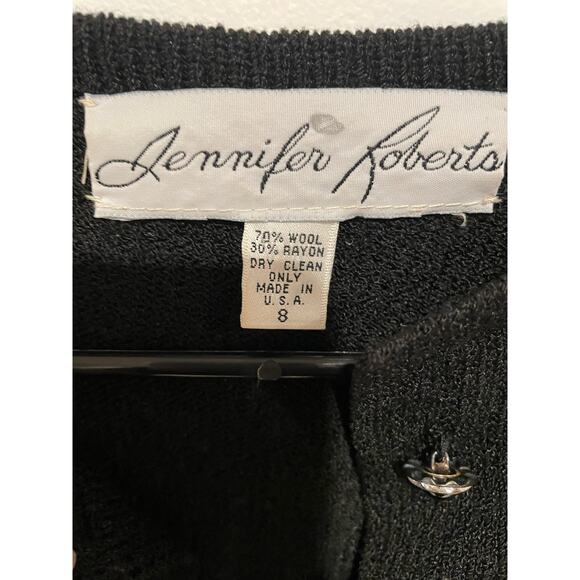 Jennifer Roberts
70% WOOL
30% RAYON
DRY CLEAN
ONLY
MADE IN
U.S.A.
8